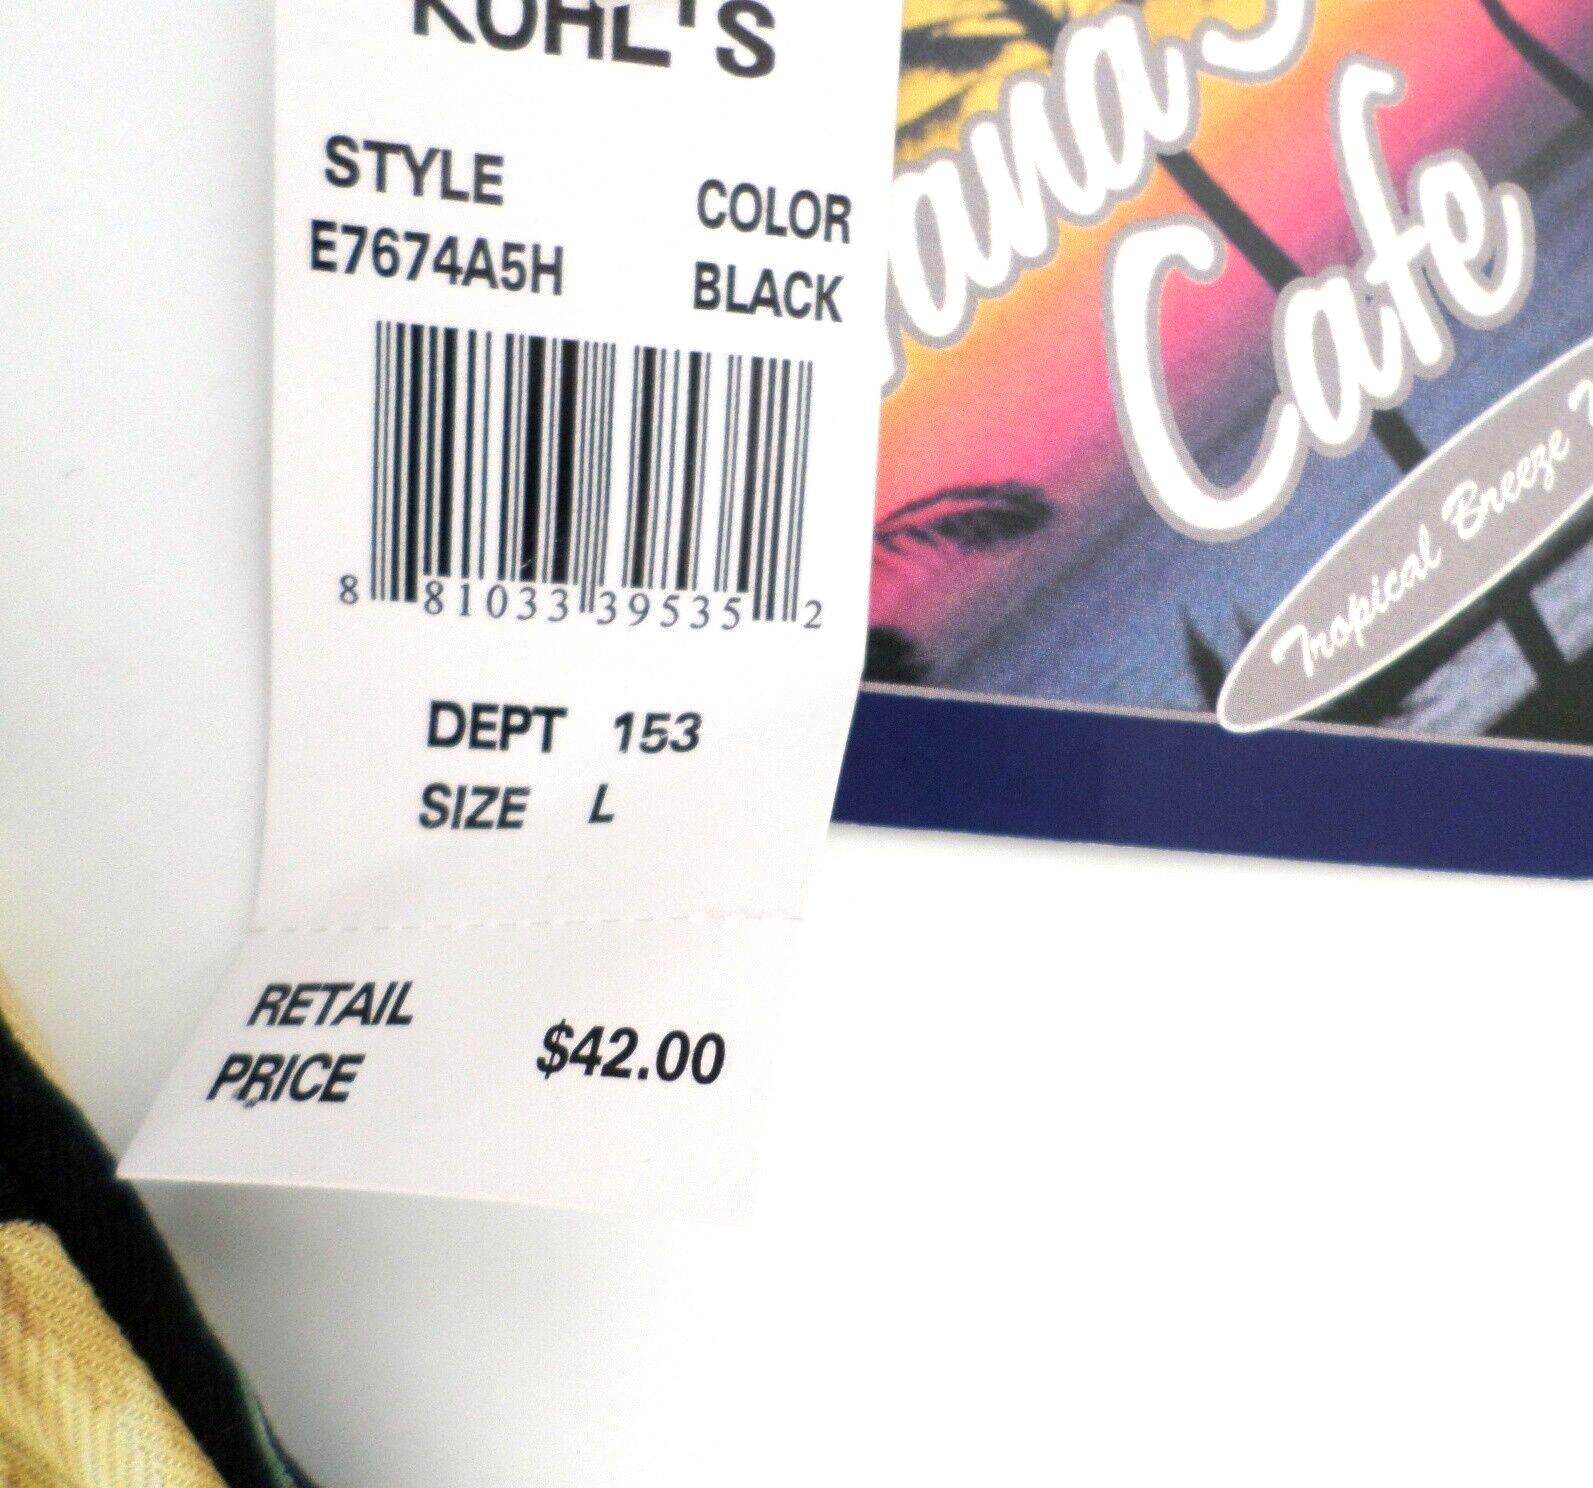 KOHL'S
STYLE
E7674A5H
COLOR
BLACK
8 81033 39535 2
DEPT 153
SIZE L
RETAIL
PRICE
$42.00
Cafe
Tropical Breeze